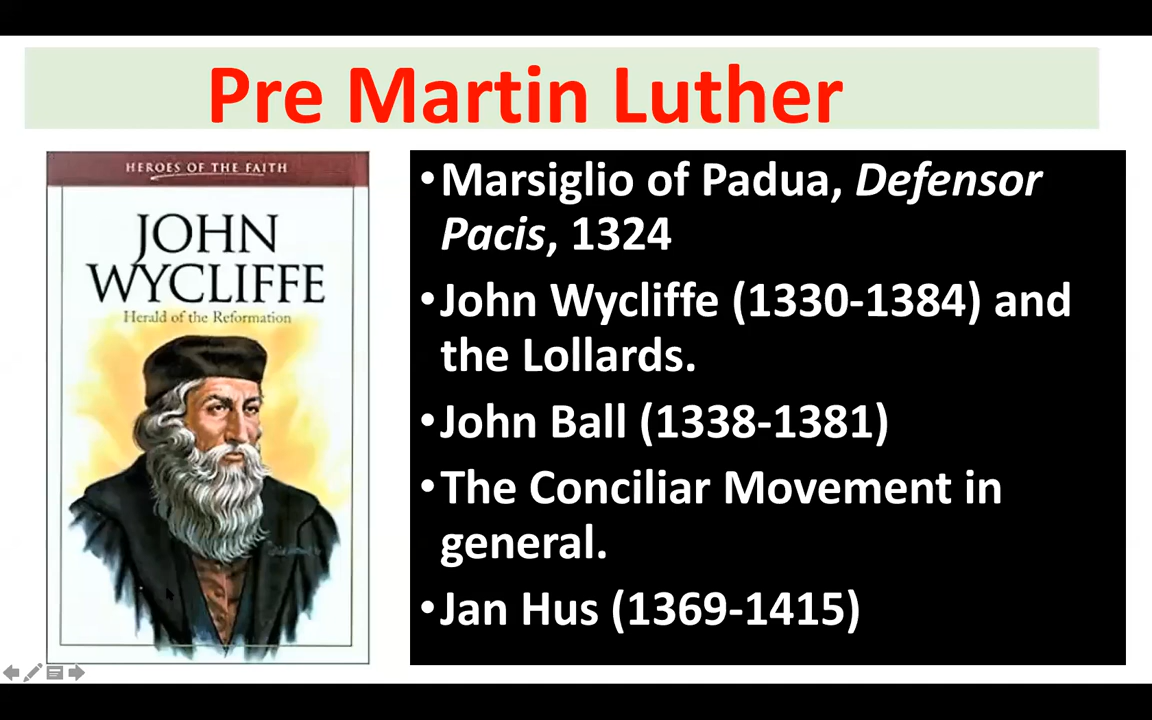 Pre Martin Luther
HEROES OF THE FAITH
JOHN
WYCLIFFE
Herald of the Reformation
•Marsiglio of Padua, Defensor
Pacis, 1324
•John Wycliffe (1330-1384) and
the Lollards.
•John Ball (1338-1381)
•The Conciliar Movement in
general.
•Jan Hus (1369-1415)